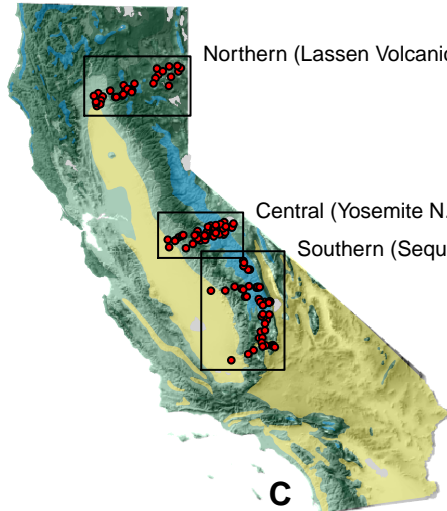 Northern (Lassen Volcanic
Central (Yosemite N.
Southern (Sequ
C